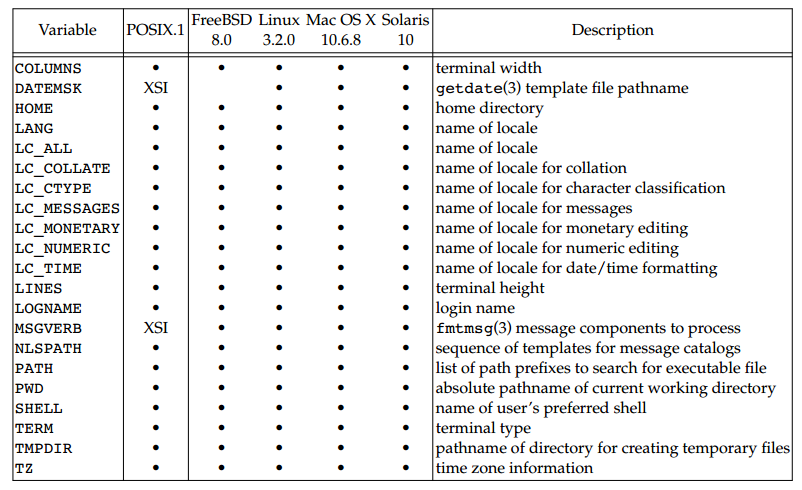 Variable POSIX.1 FreeBSD Linux Mac OS X Solaris Description
8.0 3.2.0 10.6.8 10
COLUMNS • • • • • terminal width
DATEMSK XSI • • • getdate(3) template file pathname
HOME • • • • • home directory
LANG • • • • • name of locale
LC_ALL • • • • • name of locale
LC_COLLATE • • • • • name of locale for collation
LC_CTYPE • • • • • name of locale for character classification
LC_MESSAGES • • • • • name of locale for messages
LC_MONETARY • • • • • name of locale for monetary editing
LC_NUMERIC • • • • • name of locale for numeric editing
LC_TIME • • • • • name of locale for date/time formatting
LINES • • • • • terminal height
LOGNAME • • • • • login name
MSGVERB XSI • • • • fmtmsg(3) message components to process
NLSPATH • • • • • sequence of templates for message catalogs
PATH • • • • • list of path prefixes to search for executable file
PWD • • • • • absolute pathname of current working directory
SHELL • • • • • name of user's preferred shell
TERM • • • • • terminal type
TMPDIR • • • • • pathname of directory for creating temporary files
TZ • • • • • time zone information